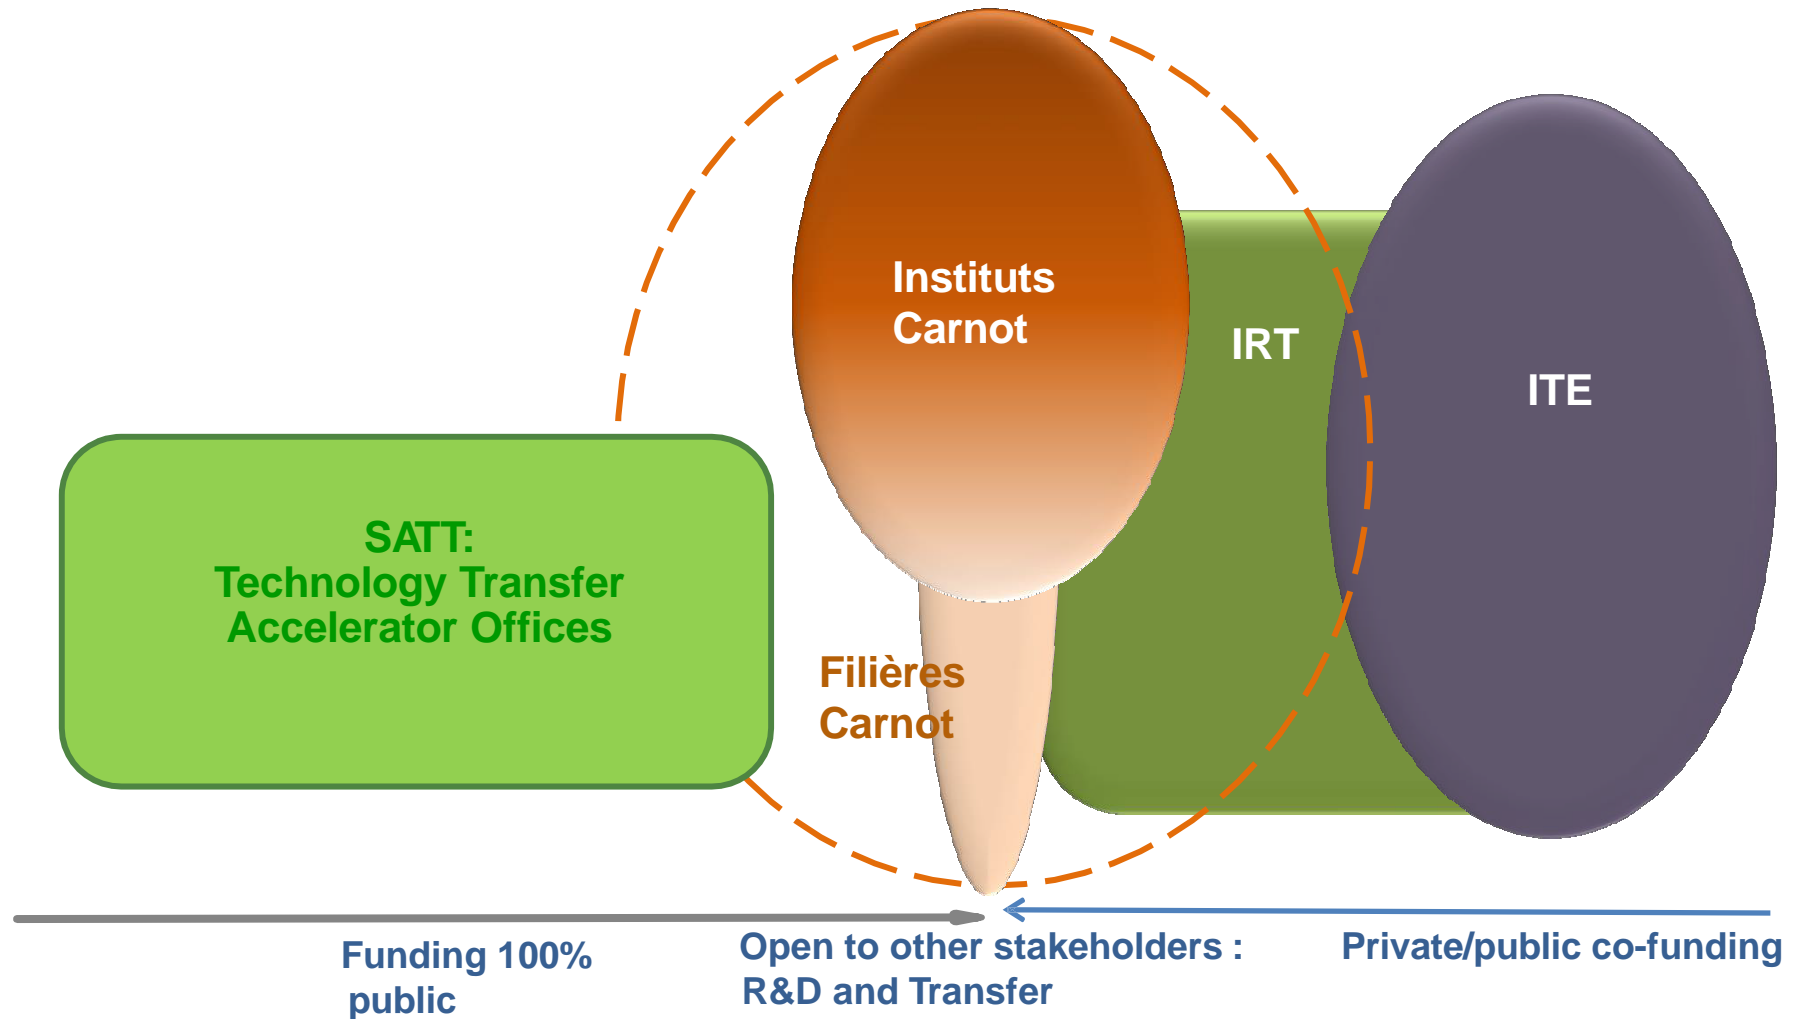 Instituts
Carnot
IRT
ITE
SATT:
Technology Transfer
Accelerator Offices
Filières
Carnot
Funding 100%
public
Open to other stakeholders :
R&D and Transfer
Private/public co-funding